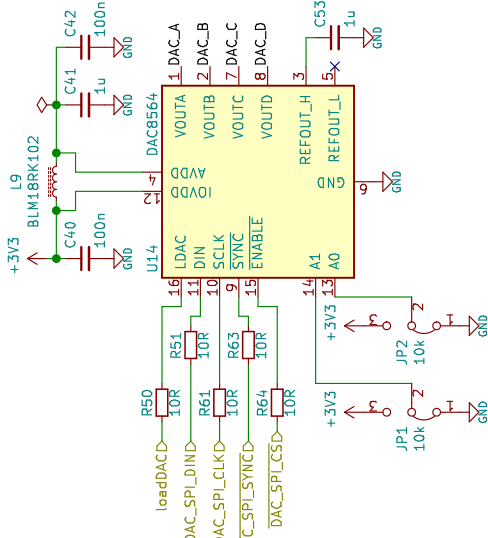 C42
100n
GND
C41
1u
GND
L9
BLM18RK102
+3V3
C40
100n
GND
DAC_A
DAC_B
DAC_C
DAC_D
C53
1u
GND
1
2
7
8
3
5
VOUTA
VOUTB
VOUTC
VOUTD
REFOUT_H
REFOUT_L
DAC8564
AVDD
4
IOVDD
12
GND
6
GND
U14
LDAC
DIN
SCLK
SYNC
ENABLE
A1
A0
16
11
10
9
15
14
13
R50
10R
R51
10R
R61
10R
R63
10R
R64
10R
loadDAC
DAC_SPI_DIN
DAC_SPI_CLK
C_SPI_SYNC
DAC_SPI_CS
+3V3
3
2
1
GND
JP2
10k
+3V3
3
2
1
GND
JP1
10k